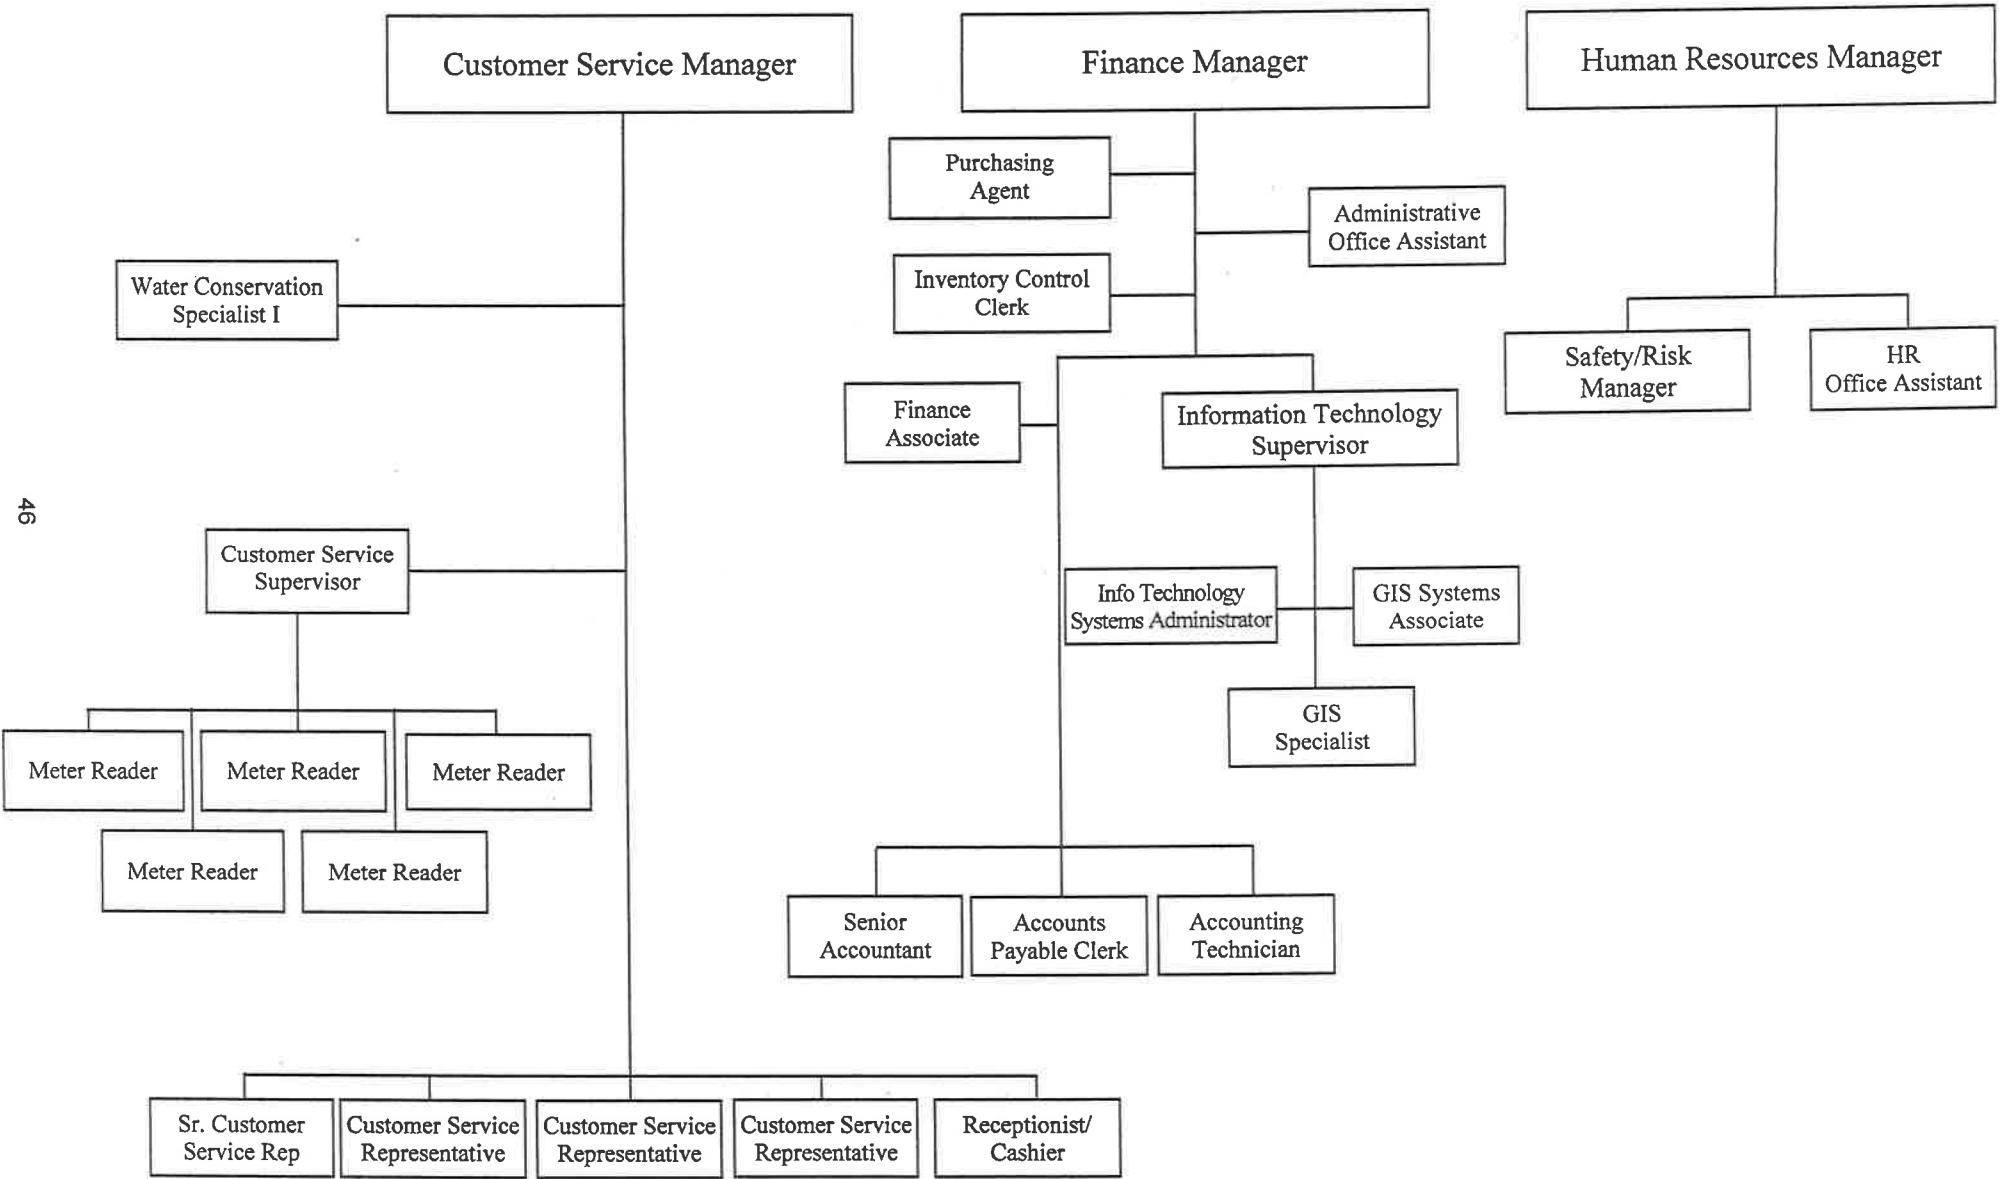 Customer Service Manager
Finance Manager
Human Resources Manager
Purchasing
Agent
Administrative
Office Assistant
Water Conservation
Specialist I
Inventory Control
Clerk
Safety/Risk
Manager
HR
Office Assistant
Finance
Associate
Information Technology
Supervisor
46
Customer Service
Supervisor
Info Technology
Systems Administrator
GIS Systems
Associate
GIS
Specialist
Meter Reader
Meter Reader
Meter Reader
Meter Reader
Meter Reader
Senior
Accountant
Accounts
Payable Clerk
Accounting
Technician
Sr. Customer
Service Rep
Customer Service
Representative
Customer Service
Representative
Customer Service
Representative
Receptionist/
Cashier